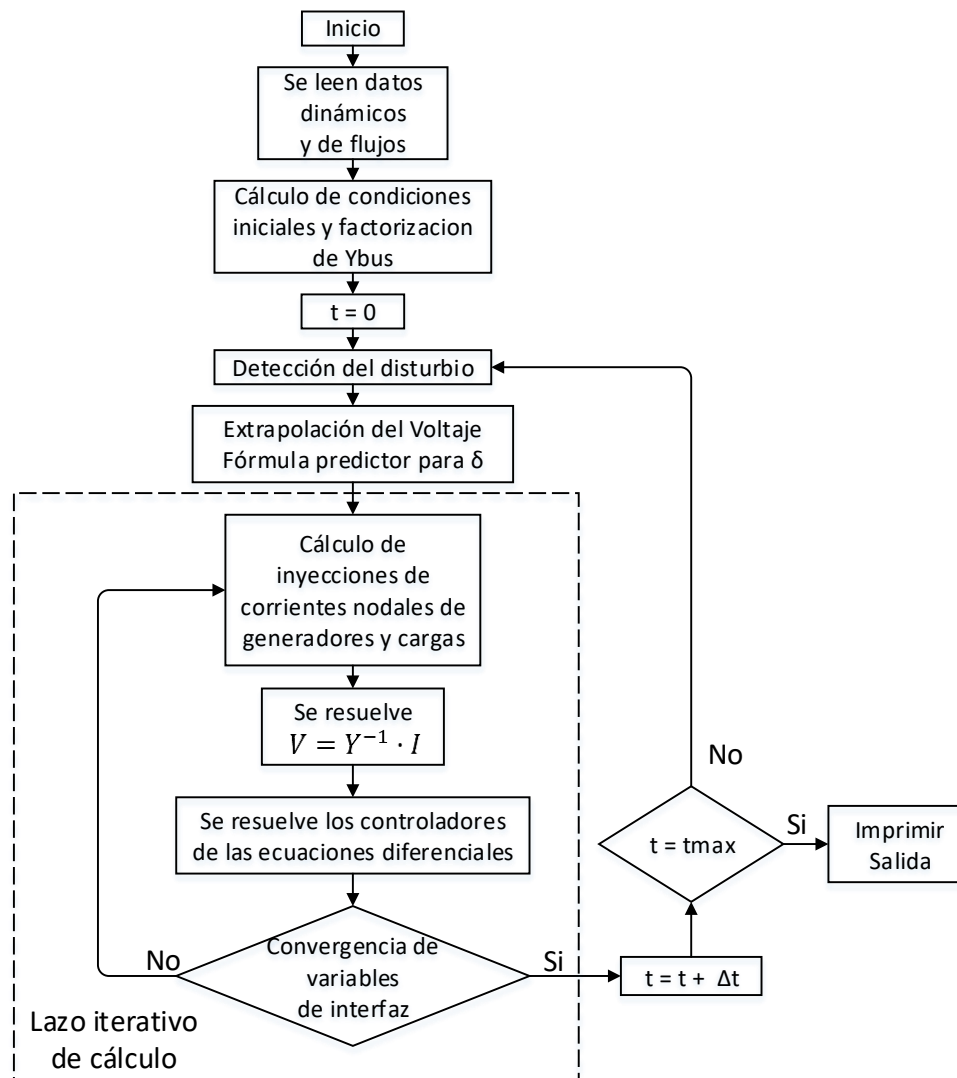 Inicio
Se leen datos
dinámicos
y de flujos
Cálculo de condiciones
iniciales y factorizacion
de Ybus
t = 0
Detección del disturbio
Extrapolación del Voltaje
Fórmula predictor para δ
Cálculo de
inyecciones de
corrientes nodales de
generadores y cargas
Se resuelve
V = Y⁻¹ · I
Se resuelve los controladores
de las ecuaciones diferenciales
Convergencia de
variables
de interfaz
No
Si
Lazo iterativo
de cálculo
t = t + Δt
t = tmax
No
Si
Imprimir
Salida